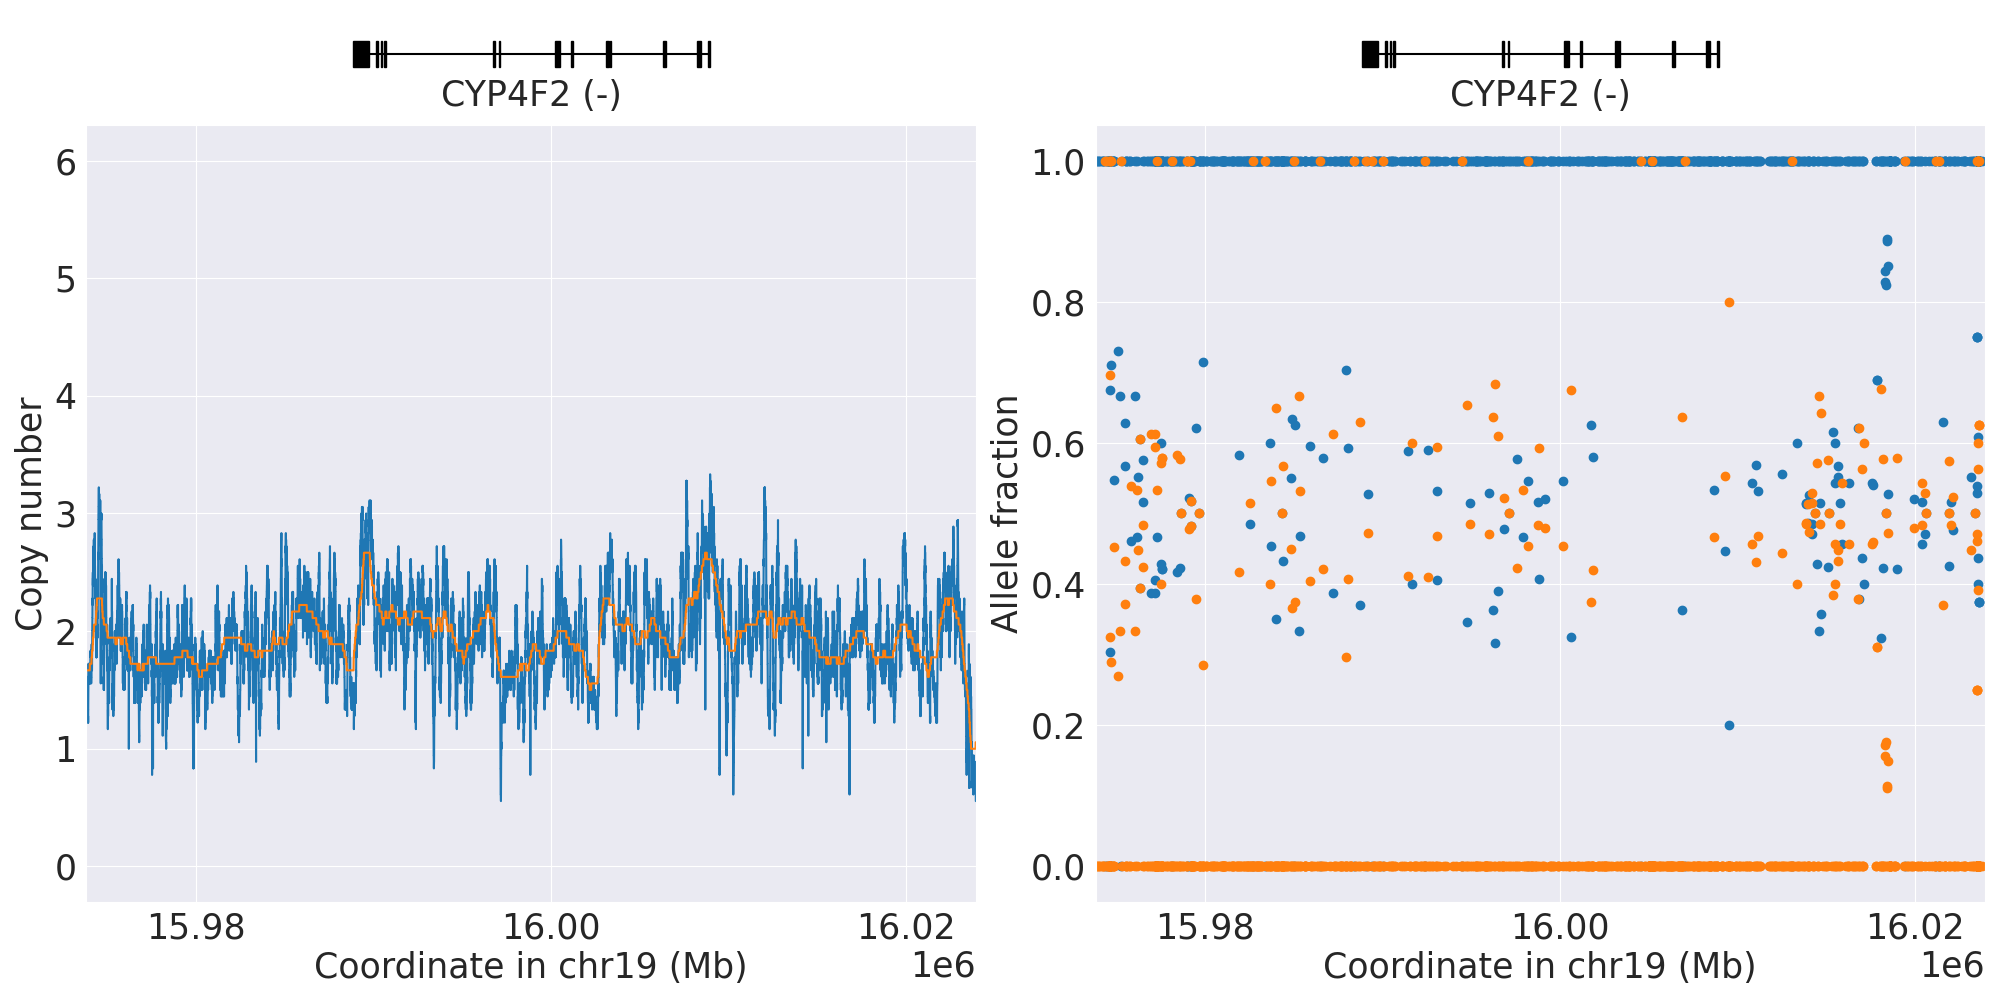 CYP4F2 (-)
Copy number
6
5
4
3
2
1
0
15.98
16.00
16.02
Coordinate in chr19 (Mb)
1e6
CYP4F2 (-)
Allele fraction
1.0
0.8
0.6
0.4
0.2
0.0
15.98
16.00
16.02
Coordinate in chr19 (Mb)
1e6